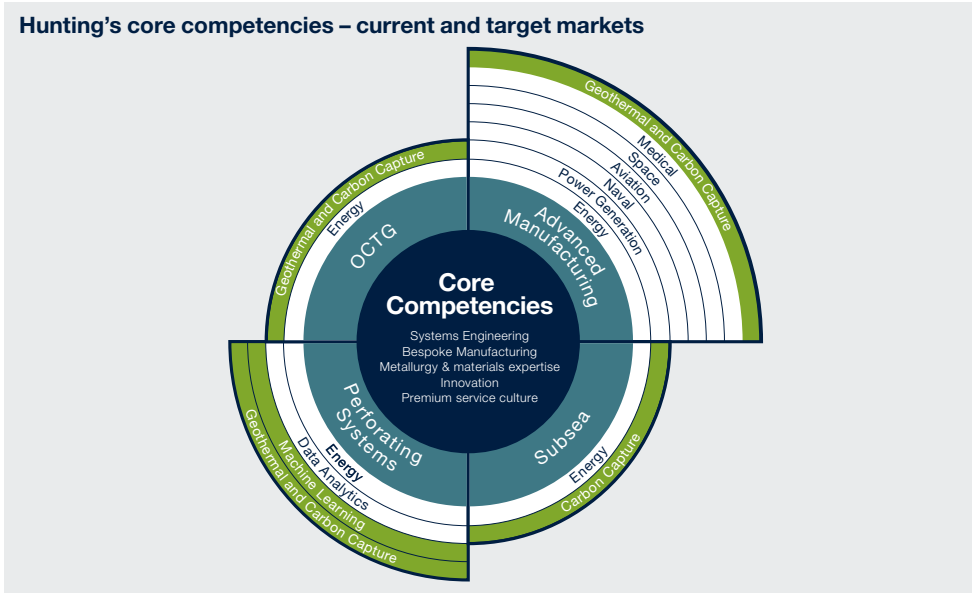 Hunting’s core competencies – current and target markets
Geothermal and Carbon Capture
Medical
Space
Aviation
Naval
Power Generation
Energy
Advanced
Manufacturing
Geothermal and Carbon Capture
Energy
OCTG
Core
Competencies
Systems Engineering
Bespoke Manufacturing
Metallurgy & materials expertise
Innovation
Premium service culture
Perforating
Systems
Energy
Data Analytics
Machine Learning
Geothermal and Carbon Capture
Subsea
Energy
Carbon Capture